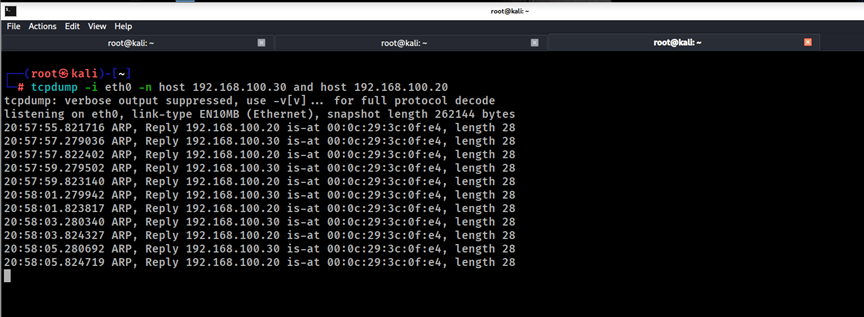 root@kali: ~
File Actions Edit View Help
root@kali: ~ root@kali: ~ root@kali: ~
┌──(root㉿kali)-[~]
└─# tcpdump -i eth0 -n host 192.168.100.30 and host 192.168.100.20
tcpdump: verbose output suppressed, use -v[v]... for full protocol decode
listening on eth0, link-type EN10MB (Ethernet), snapshot length 262144 bytes
20:57:55.821716 ARP, Reply 192.168.100.20 is-at 00:0c:29:3c:0f:e4, length 28
20:57:57.279036 ARP, Reply 192.168.100.30 is-at 00:0c:29:3c:0f:e4, length 28
20:57:57.822402 ARP, Reply 192.168.100.20 is-at 00:0c:29:3c:0f:e4, length 28
20:57:59.279502 ARP, Reply 192.168.100.30 is-at 00:0c:29:3c:0f:e4, length 28
20:57:59.823140 ARP, Reply 192.168.100.20 is-at 00:0c:29:3c:0f:e4, length 28
20:58:01.279942 ARP, Reply 192.168.100.30 is-at 00:0c:29:3c:0f:e4, length 28
20:58:01.823817 ARP, Reply 192.168.100.20 is-at 00:0c:29:3c:0f:e4, length 28
20:58:03.280340 ARP, Reply 192.168.100.30 is-at 00:0c:29:3c:0f:e4, length 28
20:58:03.824327 ARP, Reply 192.168.100.20 is-at 00:0c:29:3c:0f:e4, length 28
20:58:05.280692 ARP, Reply 192.168.100.30 is-at 00:0c:29:3c:0f:e4, length 28
20:58:05.824719 ARP, Reply 192.168.100.20 is-at 00:0c:29:3c:0f:e4, length 28